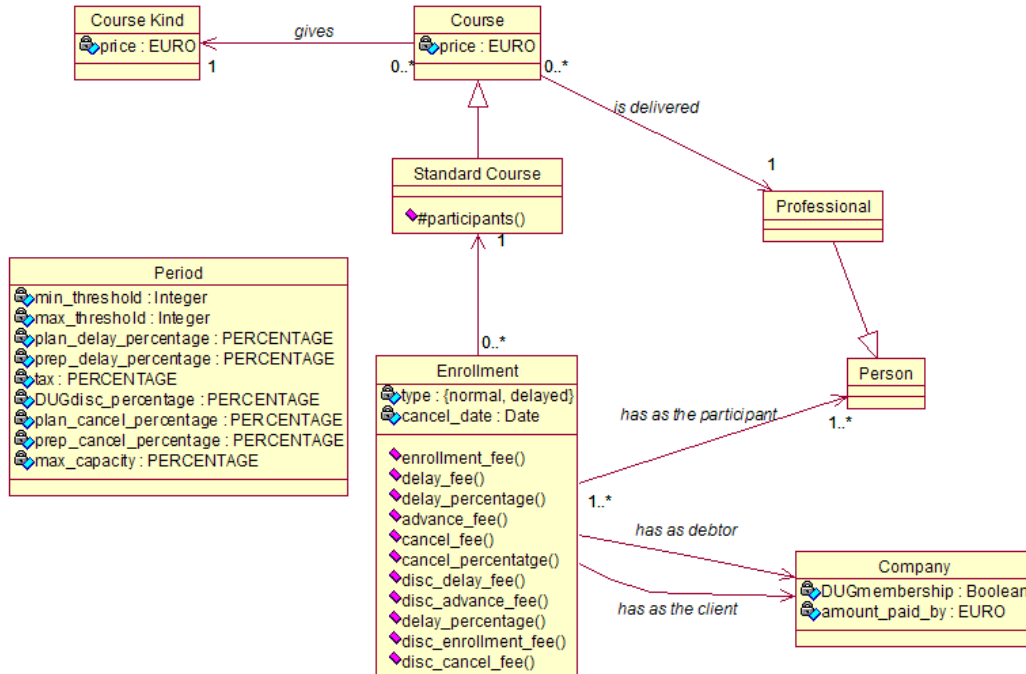 Course Kind
price : EURO
1
gives
Course
price : EURO
0..*
0..*
is delivered
1
Standard Course
#participants()
1
Professional
Period
min_threshold : Integer
max_threshold : Integer
plan_delay_percentage : PERCENTAGE
prep_delay_percentage : PERCENTAGE
tax : PERCENTAGE
DUGdisc_percentage : PERCENTAGE
plan_cancel_percentage : PERCENTAGE
prep_cancel_percentage : PERCENTAGE
max_capacity : PERCENTAGE
0..*
Enrollment
type : {normal, delayed}
cancel_date : Date
enrollment_fee()
delay_fee()
delay_percentage()
advance_fee()
cancel_fee()
cancel_percentatge()
disc_delay_fee()
disc_advance_fee()
delay_percentage()
disc_enrollment_fee()
disc_cancel_fee()
Person
has as the participant
1..*
1..*
has as debtor
has as the client
Company
DUGmembership : Boolean
amount_paid_by : EURO